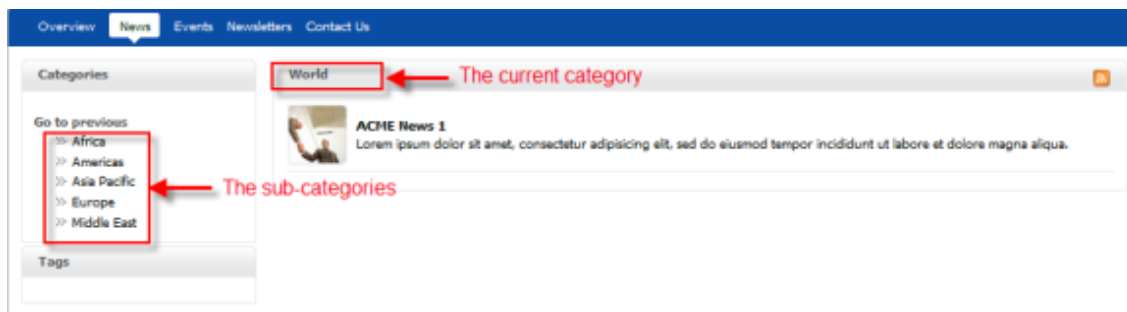 Overview News Events Newsletters Contact Us
Categories
Go to previous
Africa
Americas
Asia Pacific
Europe
Middle East
Tags
World
The current category
ACME News 1
Lorem ipsum dolor sit amet, consectetur adipisicing elit, sed do eiusmod tempor incididunt ut labore et dolore magna aliqua.
The sub-categories